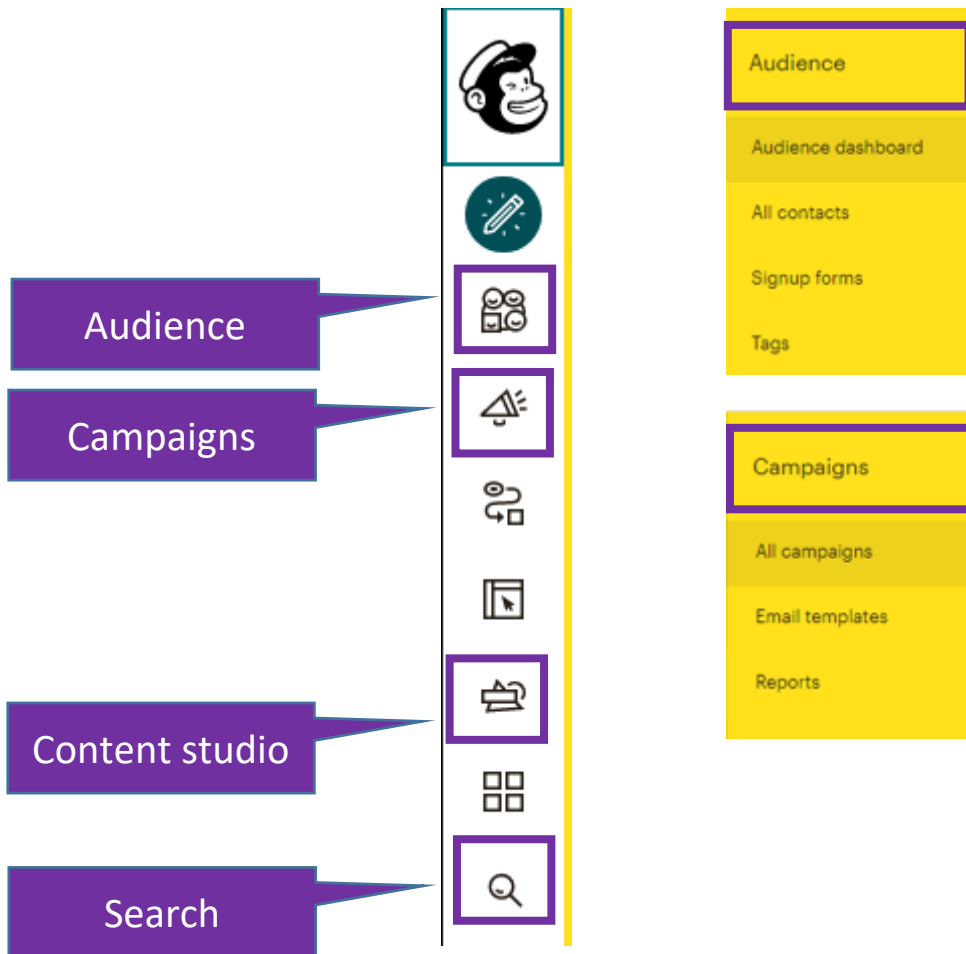 Audience
Campaigns
Content studio
Search
Audience
Audience dashboard
All contacts
Signup forms
Tags
Campaigns
All campaigns
Email templates
Reports